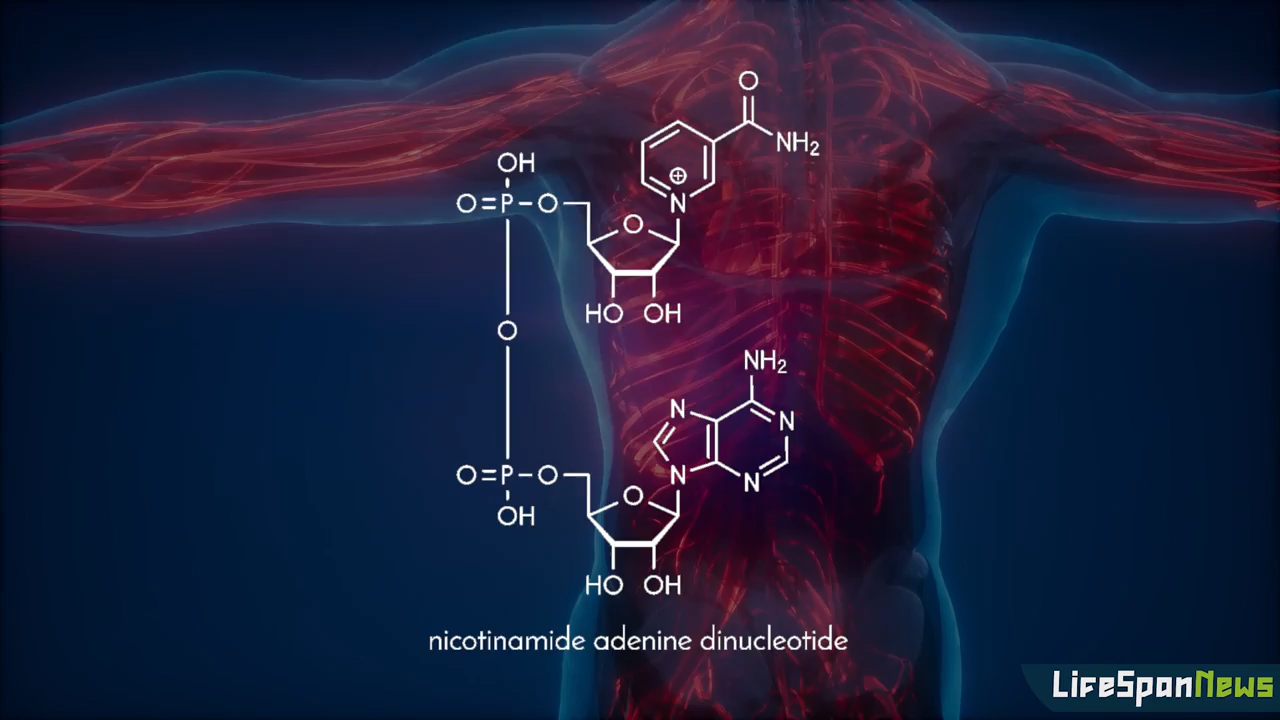 O
NH₂
OH
⊕
O=P-O
N
O
HO OH
O
NH₂
N
N
O=P-O
N
N
O
OH
HO OH
nicotinamide adenine dinucleotide
LifeSpanNews